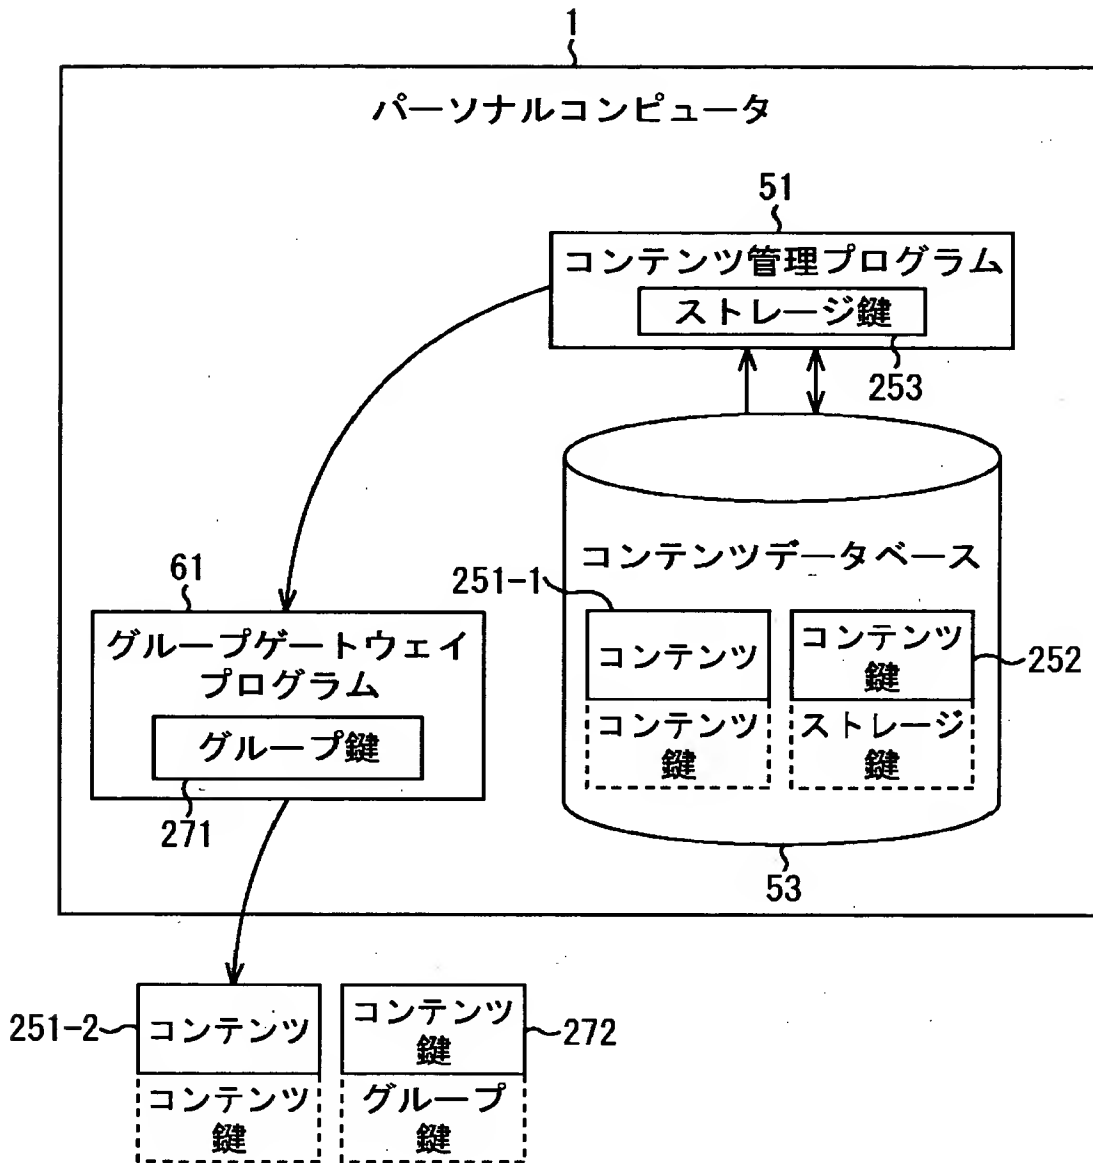 1
パーソナルコンピュータ
51
コンテンツ管理プログラム
ストレージ鍵
253
コンテンツデータベース
251-1
コンテンツ
コンテンツ
鍵
コンテンツ
鍵
252
ストレージ
鍵
53
61
グループゲートウェイ
プログラム
グループ鍵
271
251-2
コンテンツ
コンテンツ
鍵
コンテンツ
鍵
272
グループ
鍵